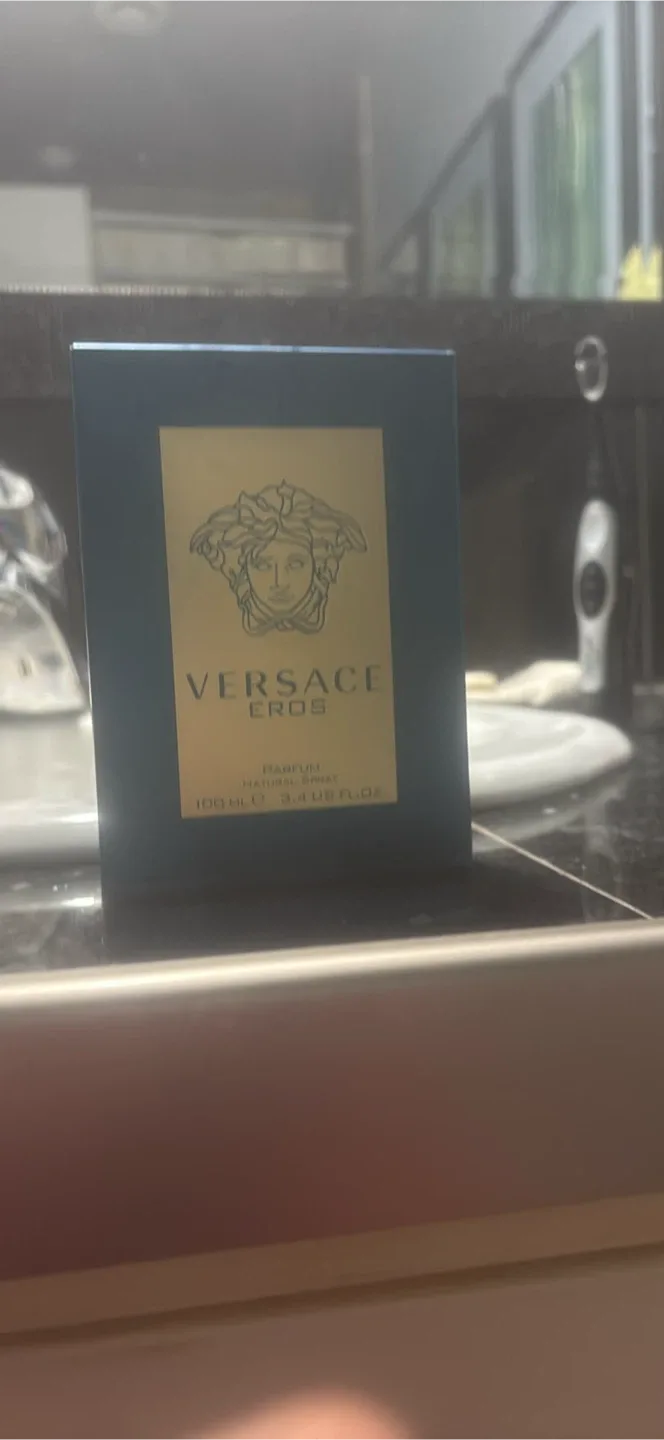 VERSACE
EROS
PARFUM
NATURAL SPRAY
100 ML ℮ 3.4 US FL.OZ.